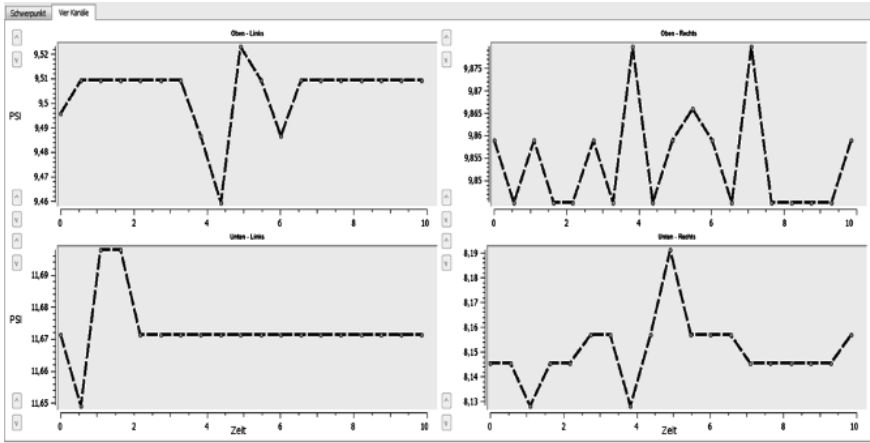 Schwerpunkt Vier Kanäle
Oben - Links
9,52
9,51
9,5
9,49
9,48
9,47
9,46
PSI
0 2 4 6 8 10
Oben - Rechts
9,875
9,87
9,865
9,86
9,855
9,85
0 2 4 6 8 10
Unten - Links
11,69
11,68
11,67
11,66
11,65
PSI
0 2 4 6 8 10
Zeit
Unten - Rechts
8,19
8,18
8,17
8,16
8,15
8,14
8,13
0 2 4 6 8 10
Zeit